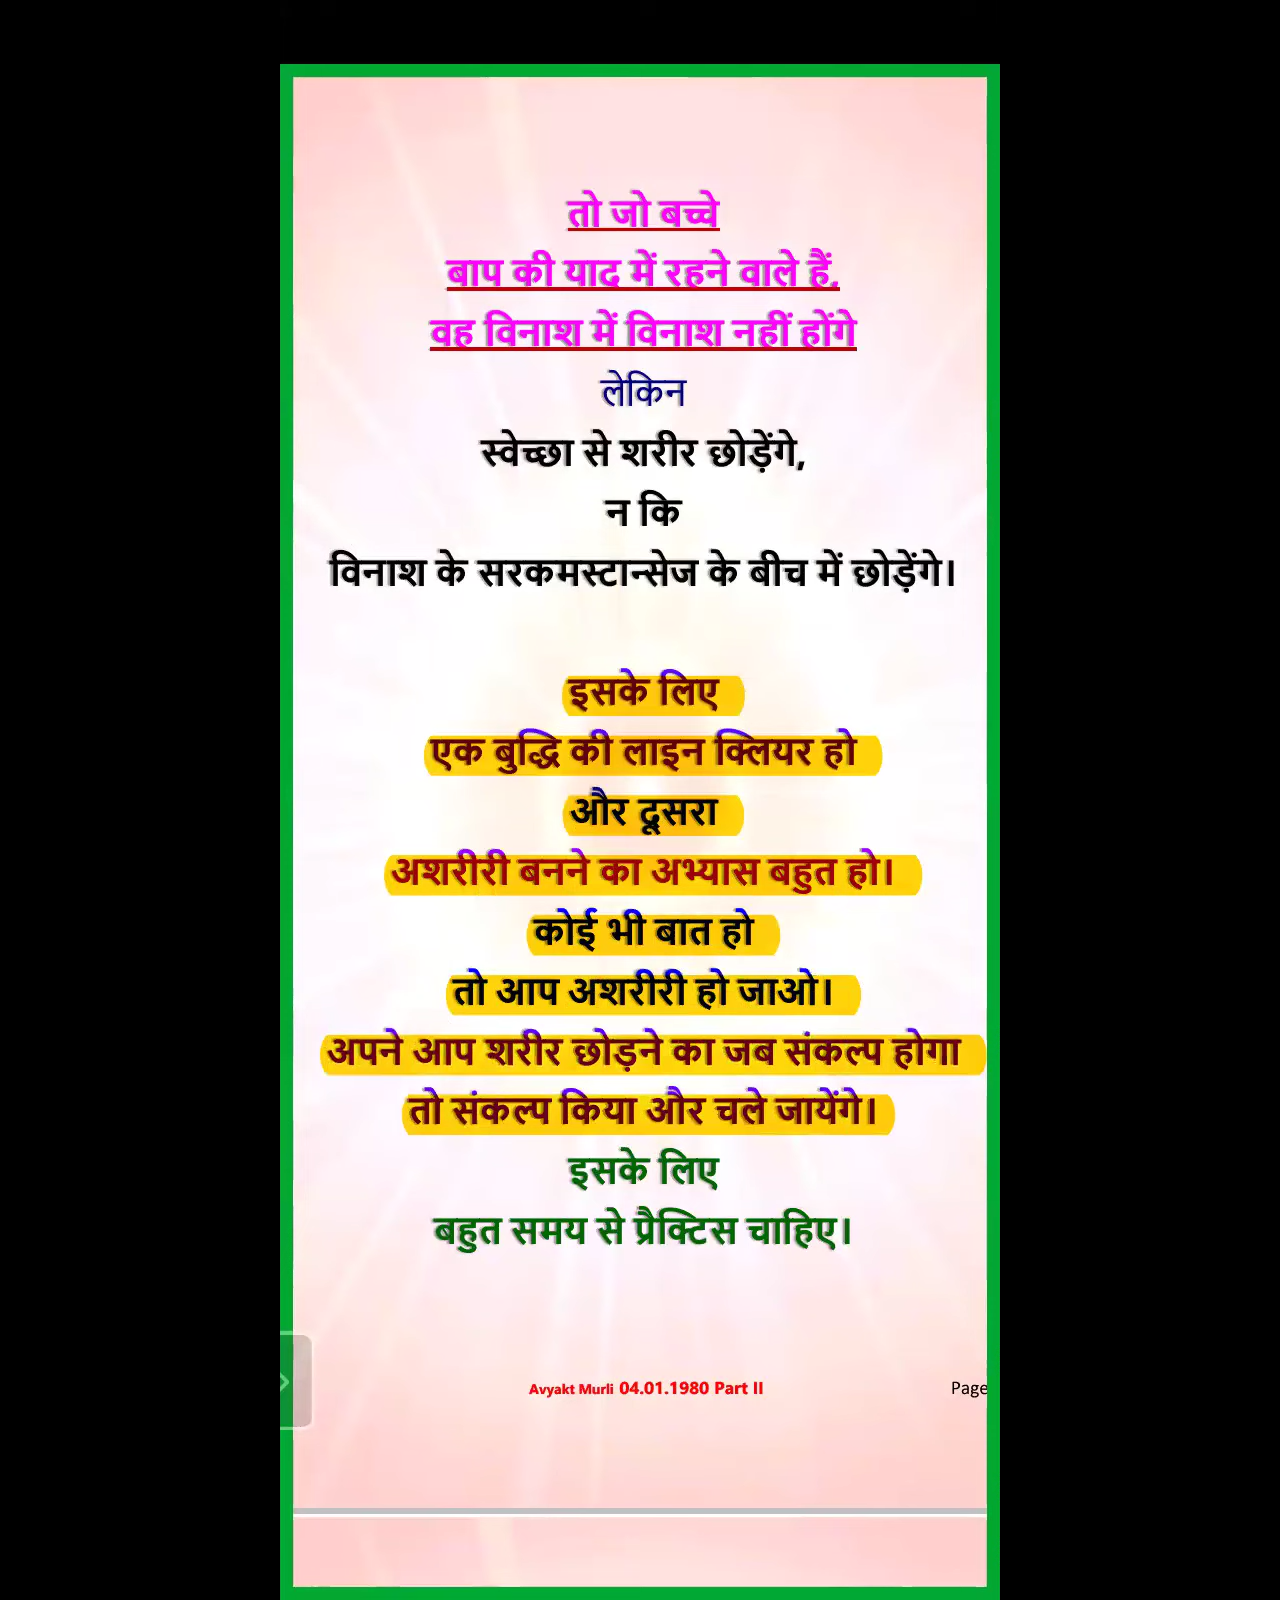 तो जो बच्चे
बाप की याद में रहने वाले हैं,
वह विनाश में विनाश नहीं होंगे
लेकिन
स्वेच्छा से शरीर छोड़ेंगे,
न कि
विनाश के सरकमस्टान्सेज के बीच में छोड़ेंगे।
इसके लिए
एक बुद्धि की लाइन क्लियर हो
और दूसरा
अशरीरी बनने का अभ्यास बहुत हो।
कोई भी बात हो
तो आप अशरीरी हो जाओ।
अपने आप शरीर छोड़ने का जब संकल्प होगा
तो संकल्प किया और चले जायेंगे।
इसके लिए
बहुत समय से प्रैक्टिस चाहिए।
Avyakt Murli 04.01.1980 Part II Page